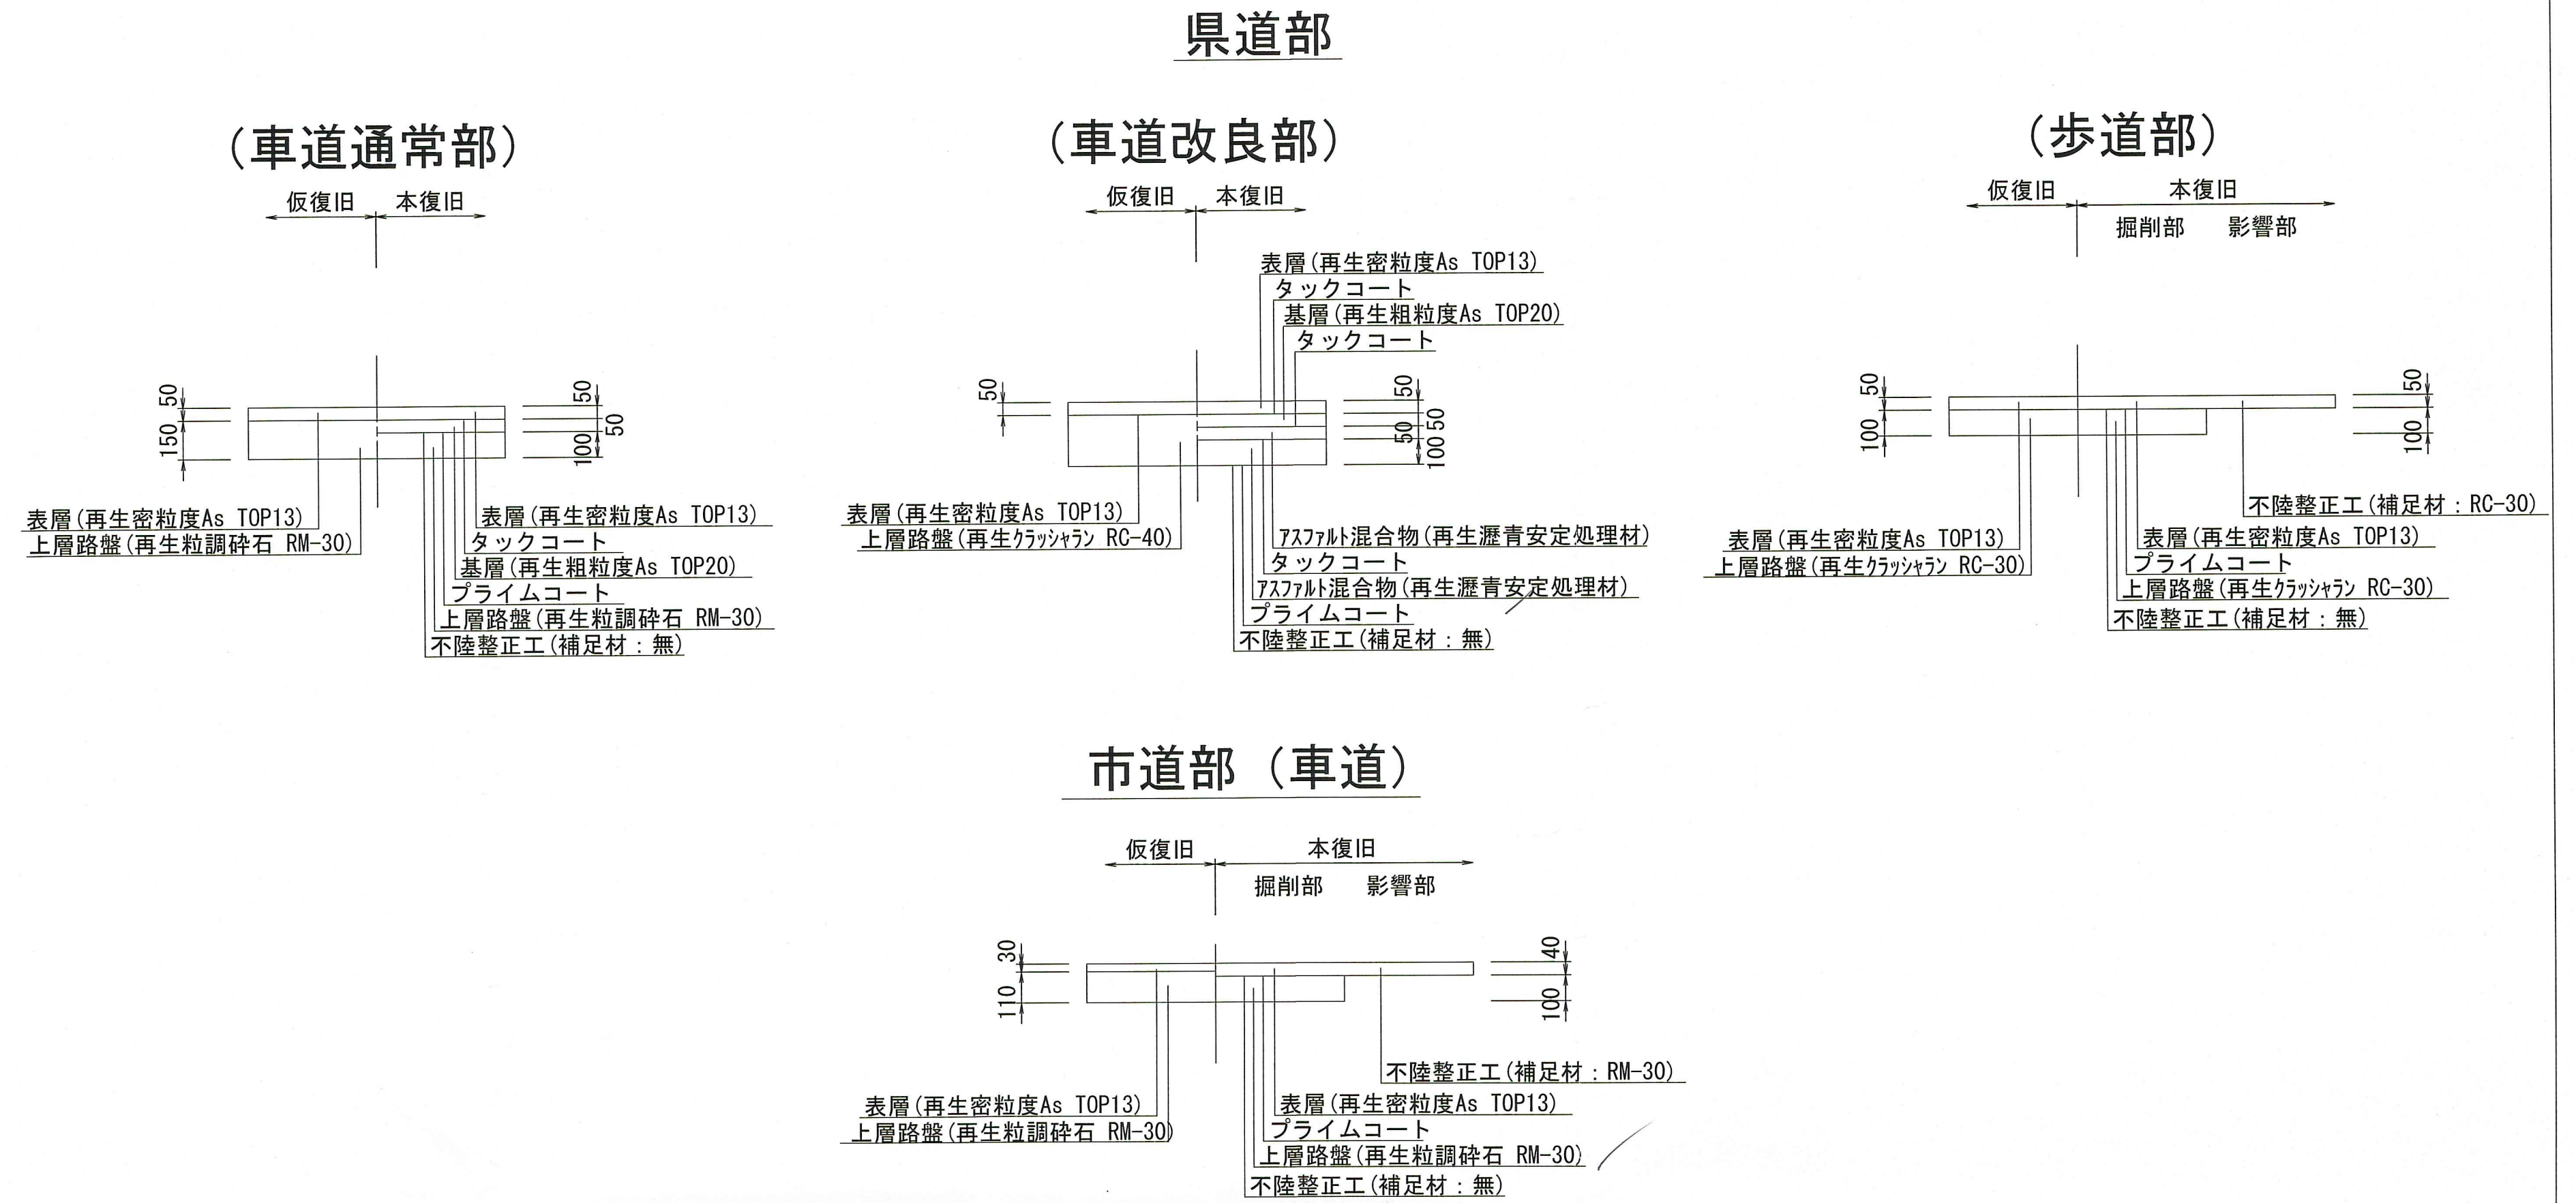 県道部
(車道通常部)
仮復旧 本復旧
50
150
50
50
100
表層(再生密粒度As TOP13)
上層路盤(再生粒調砕石 RM-30)
表層(再生密粒度As TOP13)
タックコート
基層(再生粗粒度As TOP20)
プライムコート
上層路盤(再生粒調砕石 RM-30)
不陸整正工(補足材：無)
(車道改良部)
仮復旧 本復旧
表層(再生密粒度As TOP13)
タックコート
基層(再生粗粒度As TOP20)
タックコート
50
50
50
50
100
表層(再生密粒度As TOP13)
上層路盤(再生ｸﾗｯｼｬﾗﾝ RC-40)
ｱｽﾌｧﾙﾄ混合物(再生瀝青安定処理材)
タックコート
ｱｽﾌｧﾙﾄ混合物(再生瀝青安定処理材)
プライムコート
不陸整正工(補足材：無)
(歩道部)
仮復旧 本復旧
掘削部 影響部
50
100
50
100
不陸整正工(補足材：RC-30)
表層(再生密粒度As TOP13)
上層路盤(再生ｸﾗｯｼｬﾗﾝ RC-30)
表層(再生密粒度As TOP13)
プライムコート
上層路盤(再生ｸﾗｯｼｬﾗﾝ RC-30)
不陸整正工(補足材：無)
市道部（車道）
仮復旧 本復旧
掘削部 影響部
30
110
40
100
不陸整正工(補足材：RM-30)
表層(再生密粒度As TOP13)
上層路盤(再生粒調砕石 RM-30)
表層(再生密粒度As TOP13)
プライムコート
上層路盤(再生粒調砕石 RM-30)
不陸整正工(補足材：無)